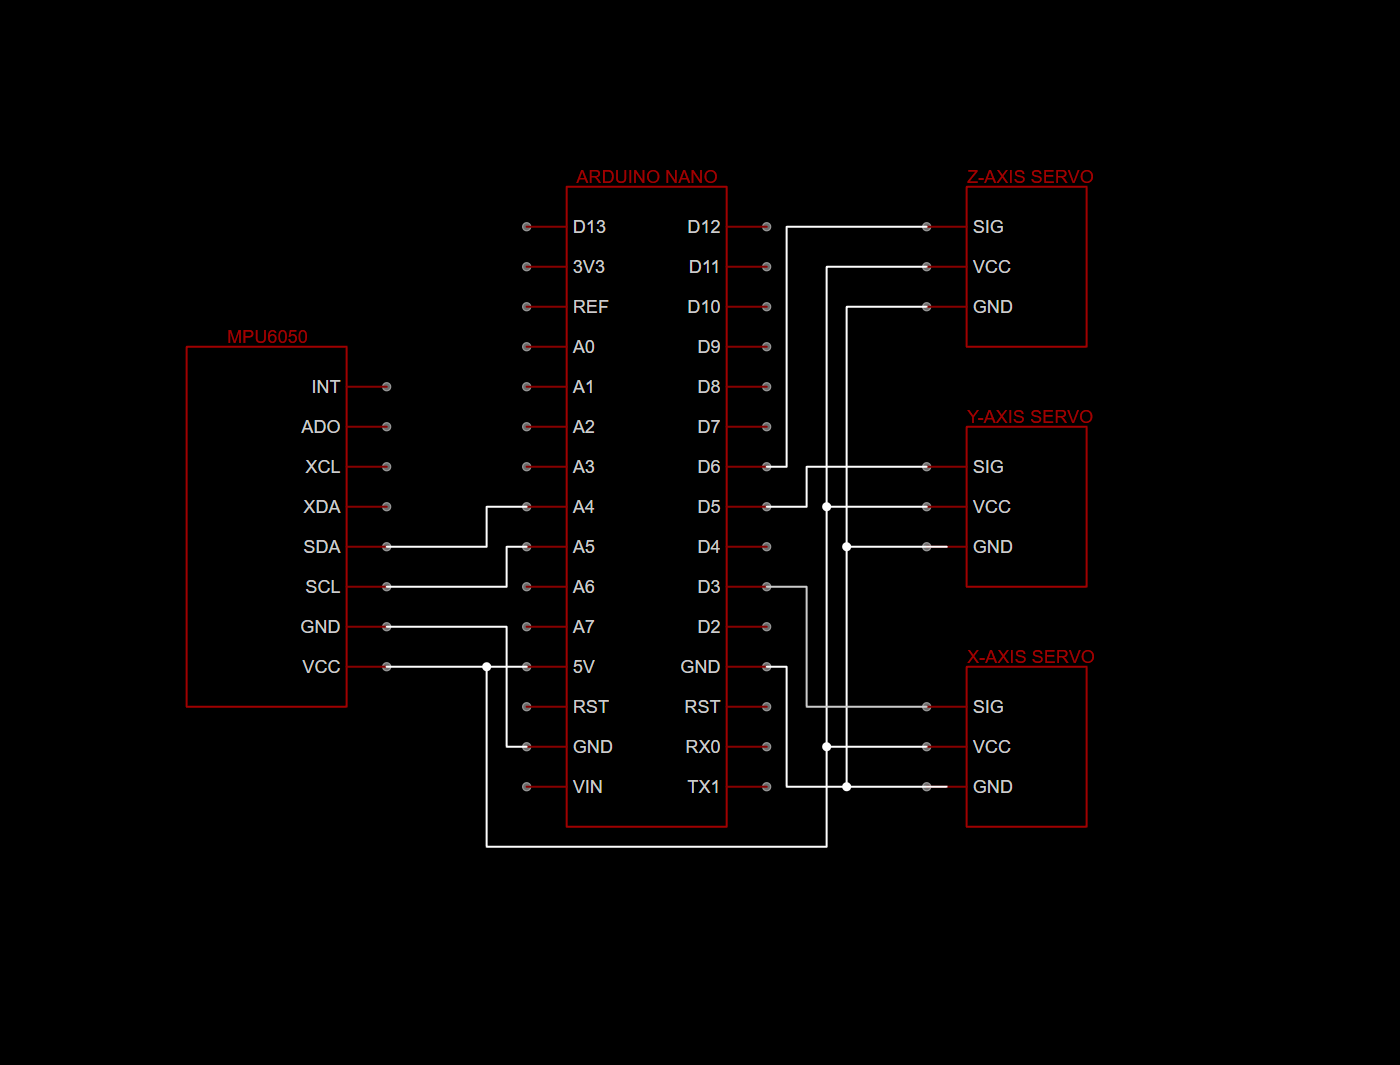 ARDUINO NANO
D13
3V3
REF
A0
A1
A2
A3
A4
A5
A6
A7
5V
RST
GND
VIN
D12
D11
D10
D9
D8
D7
D6
D5
D4
D3
D2
GND
RST
RX0
TX1
MPU6050
INT
ADO
XCL
XDA
SDA
SCL
GND
VCC
Z-AXIS SERVO
SIG
VCC
GND
Y-AXIS SERVO
SIG
VCC
GND
X-AXIS SERVO
SIG
VCC
GND